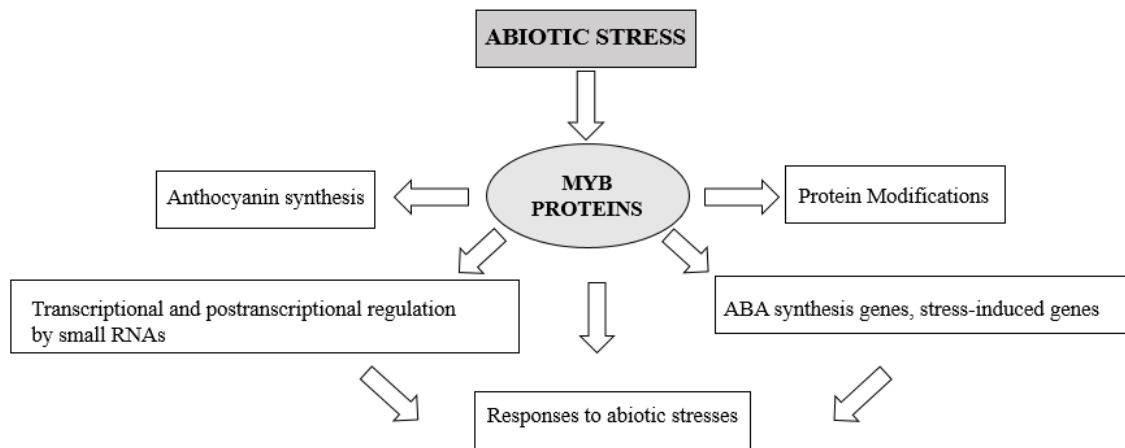 ABIOTIC STRESS
MYB
PROTEINS
Anthocyanin synthesis
Protein Modifications
Transcriptional and postranscriptional regulation
by small RNAs
ABA synthesis genes, stress-induced genes
Responses to abiotic stresses